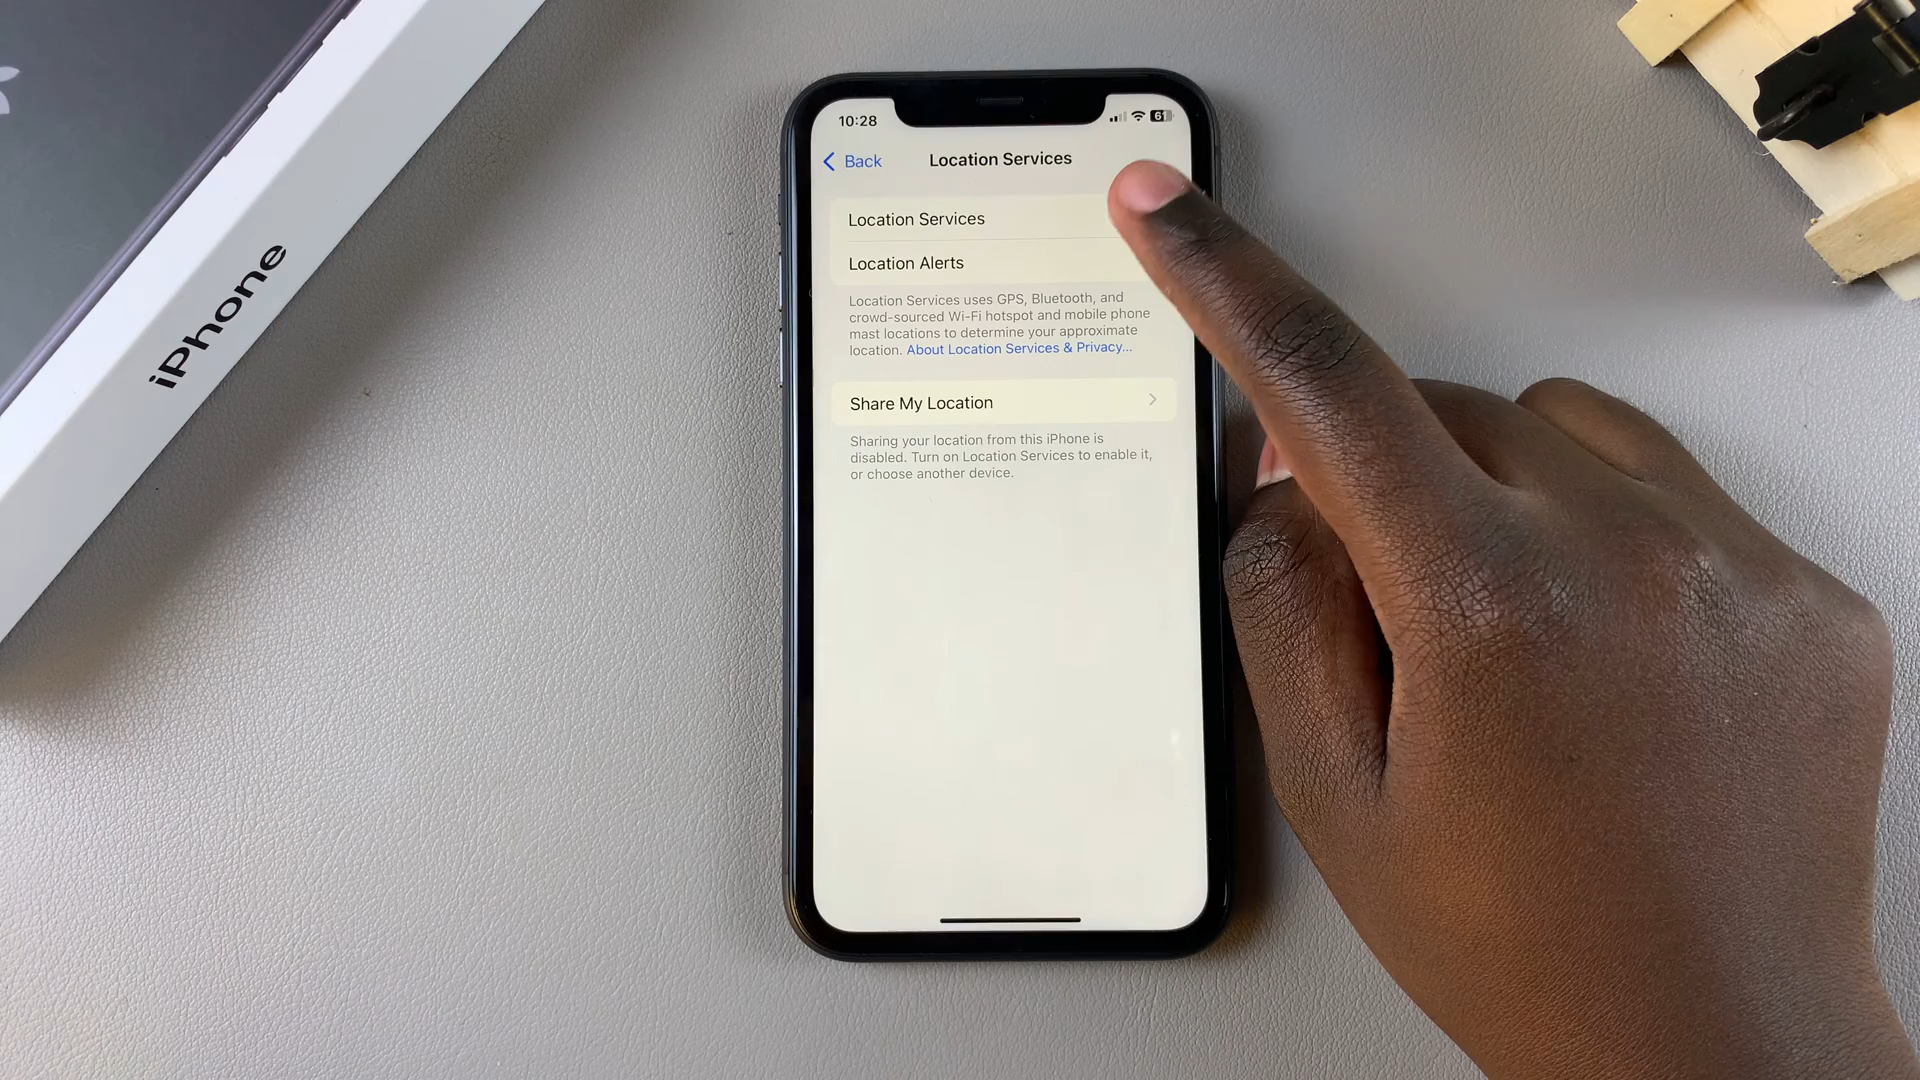 iPhone
10:28
61
Back
Location Services
Location Services
Location Alerts
Location Services uses GPS, Bluetooth, and
crowd-sourced Wi-Fi hotspot and mobile phone
mast locations to determine your approximate
location. About Location Services & Privacy...
Share My Location
Sharing your location from this iPhone is
disabled. Turn on Location Services to enable it,
or choose another device.